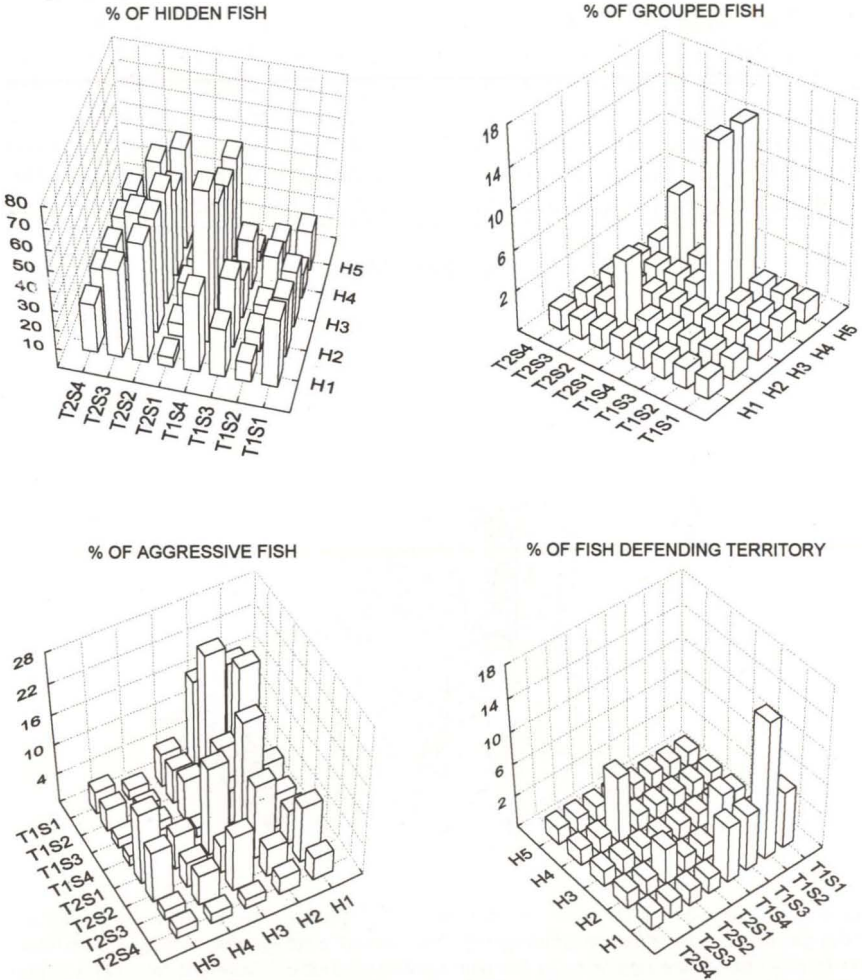 % OF HIDDEN FISH
80
70
60
50
40
30
20
10
T2S4
T2S3
T2S2
T2S1
T1S4
T1S3
T1S2
T1S1
H1
H2
H3
H4
H5
% OF GROUPED FISH
18
14
10
6
2
T2S4
T2S3
T2S2
T2S1
T1S4
T1S3
T1S2
T1S1
H1
H2
H3
H4
H5
% OF AGGRESSIVE FISH
28
22
16
10
4
T1S1
T1S2
T1S3
T1S4
T2S1
T2S2
T2S3
T2S4
H5
H4
H3
H2
H1
% OF FISH DEFENDING TERRITORY
18
14
10
6
2
H5
H4
H3
H2
H1
T2S4
T2S3
T2S2
T2S1
T1S4
T1S3
T1S2
T1S1